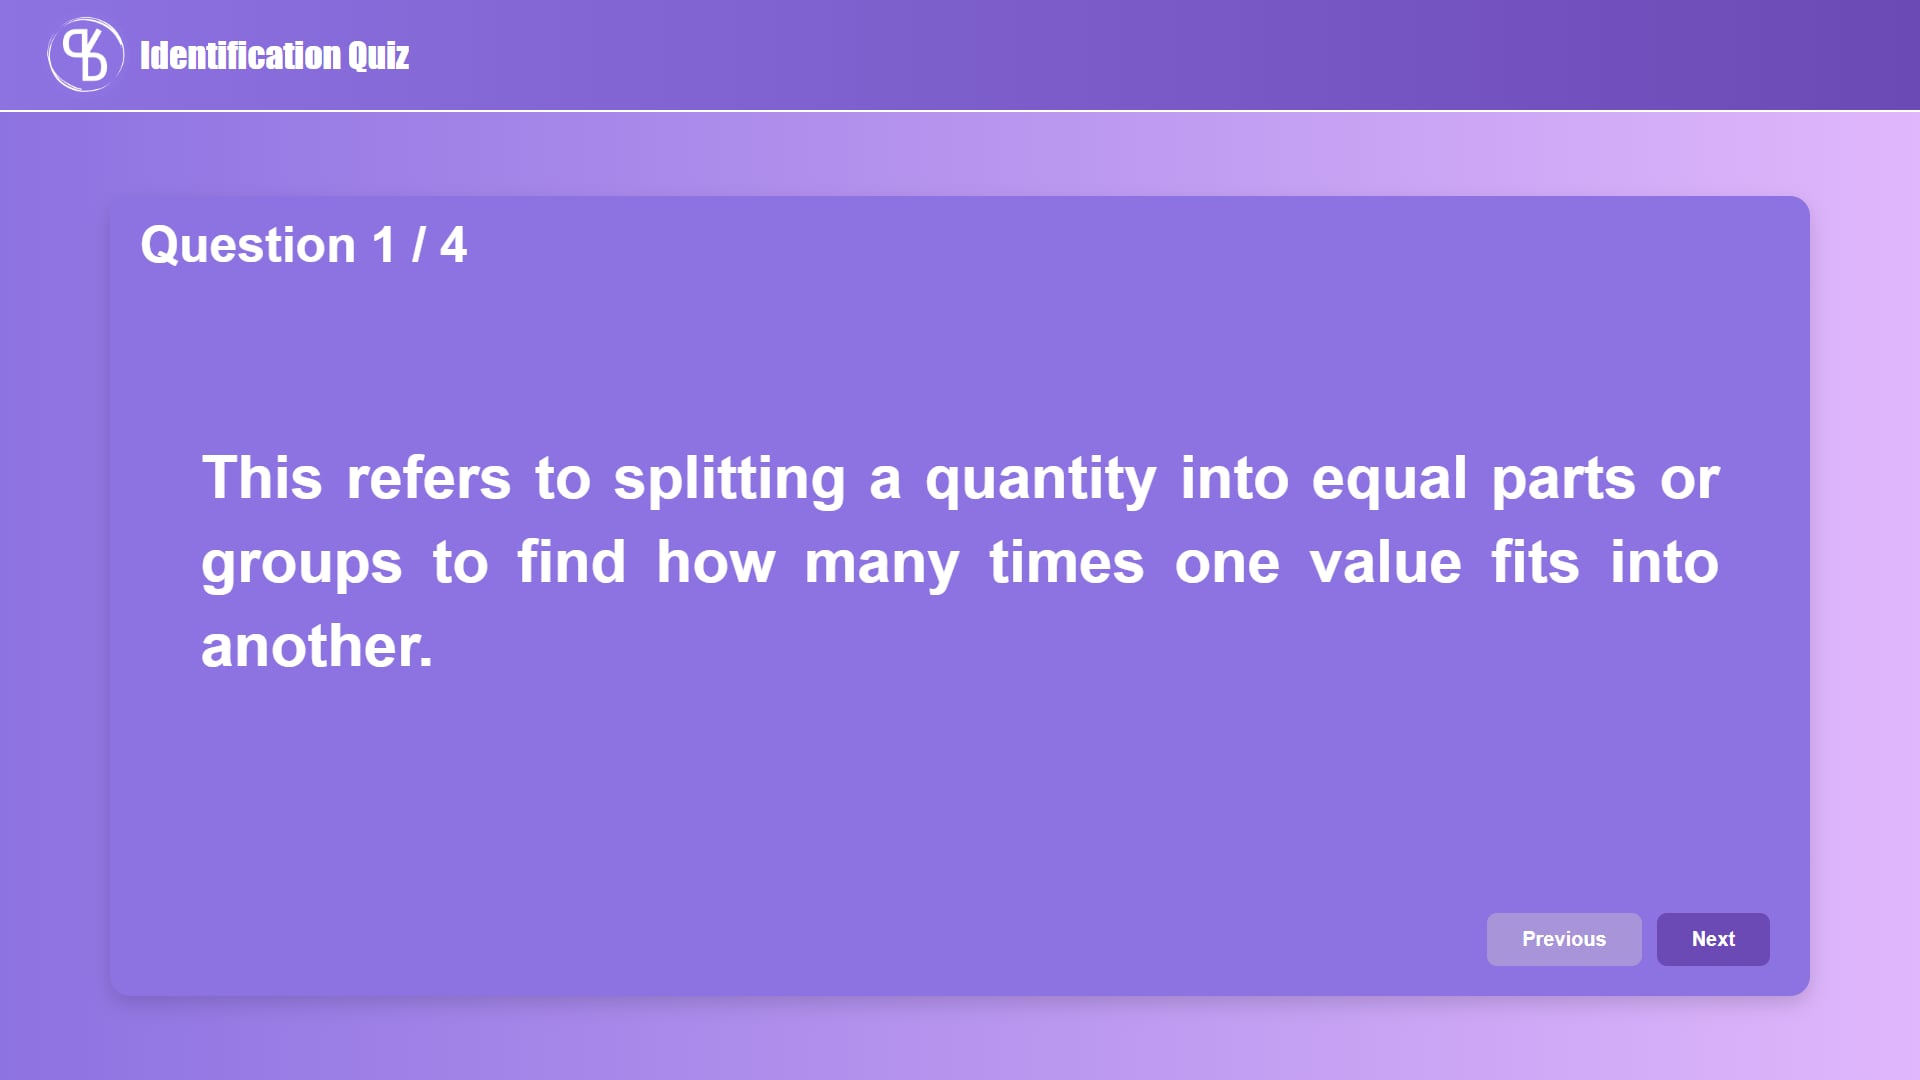 Identification Quiz
Question 1 / 4
This refers to splitting a quantity into equal parts or
groups to find how many times one value fits into
another.
Previous
Next